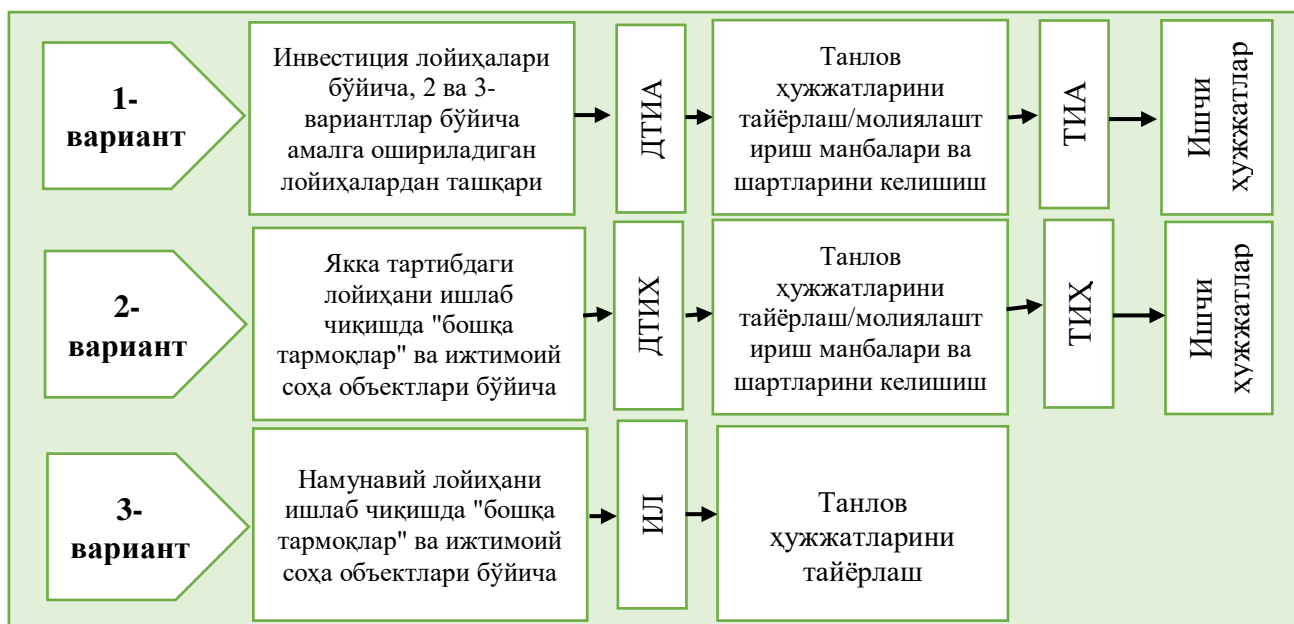 1-
вариант
Инвестиция лойиҳалари
бўйича, 2 ва 3-
вариантлар бўйича
амалга ошириладиган
лойиҳалардан ташқари
ДТИА
Танлов
ҳужжатларини
тайёрлаш/молиялашт
ириш манбалари ва
шартларини келишиш
ТИА
Ишчи
ҳужжатлар
2-
вариант
Якка тартибдаги
лойиҳани ишлаб
чиқишда "бошқа
тармоқлар" ва ижтимоий
соҳа объектлари бўйича
ДТИХ
Танлов
ҳужжатларини
тайёрлаш/молиялашт
ириш манбалари ва
шартларини келишиш
ТИҲ
Ишчи
ҳужжатлар
3-
вариант
Намунавий лойиҳани
ишлаб чиқишда "бошқа
тармоқлар" ва ижтимоий
соҳа объектлари бўйича
ИЛ
Танлов
ҳужжатларини
тайёрлаш